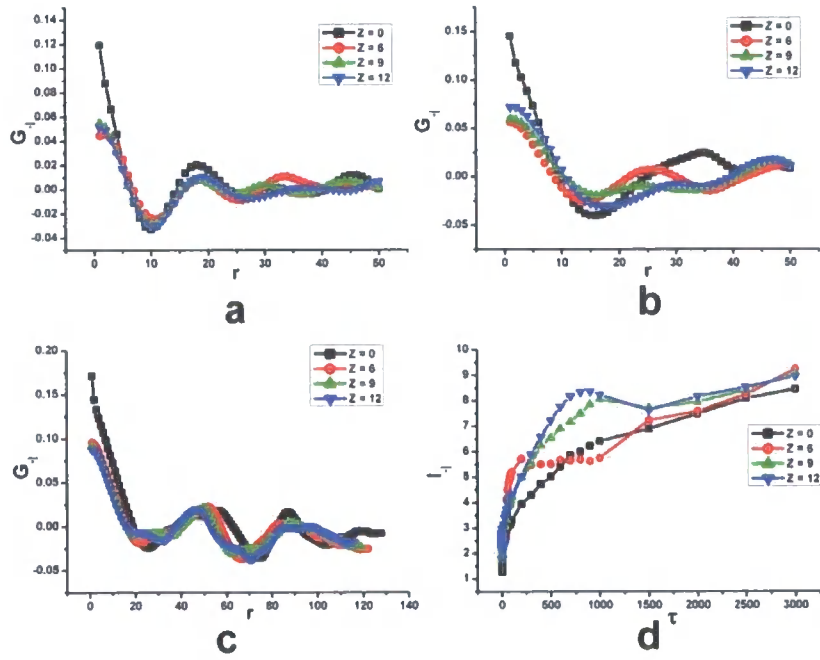 0.14
0.12
0.10
0.08
0.06
0.04
0.02
0.00
-0.02
-0.04
G-l
Z = 0
Z = 6
Z = 9
Z = 12
0 10 20 30 40 50
r
a
0.15
0.10
0.05
0.00
-0.05
G-l
Z = 0
Z = 6
Z = 9
Z = 12
0 10 20 30 40 50
r
b
0.20
0.15
0.10
0.05
0.00
-0.05
G-l
Z = 0
Z = 6
Z = 9
Z = 12
0 20 40 60 80 100 120 140
r
c
10
9
8
7
6
5
4
3
2
1
Z = 0
Z = 6
Z = 9
Z = 12
0 500 1000 1500 2000 2500 3000
τ
d